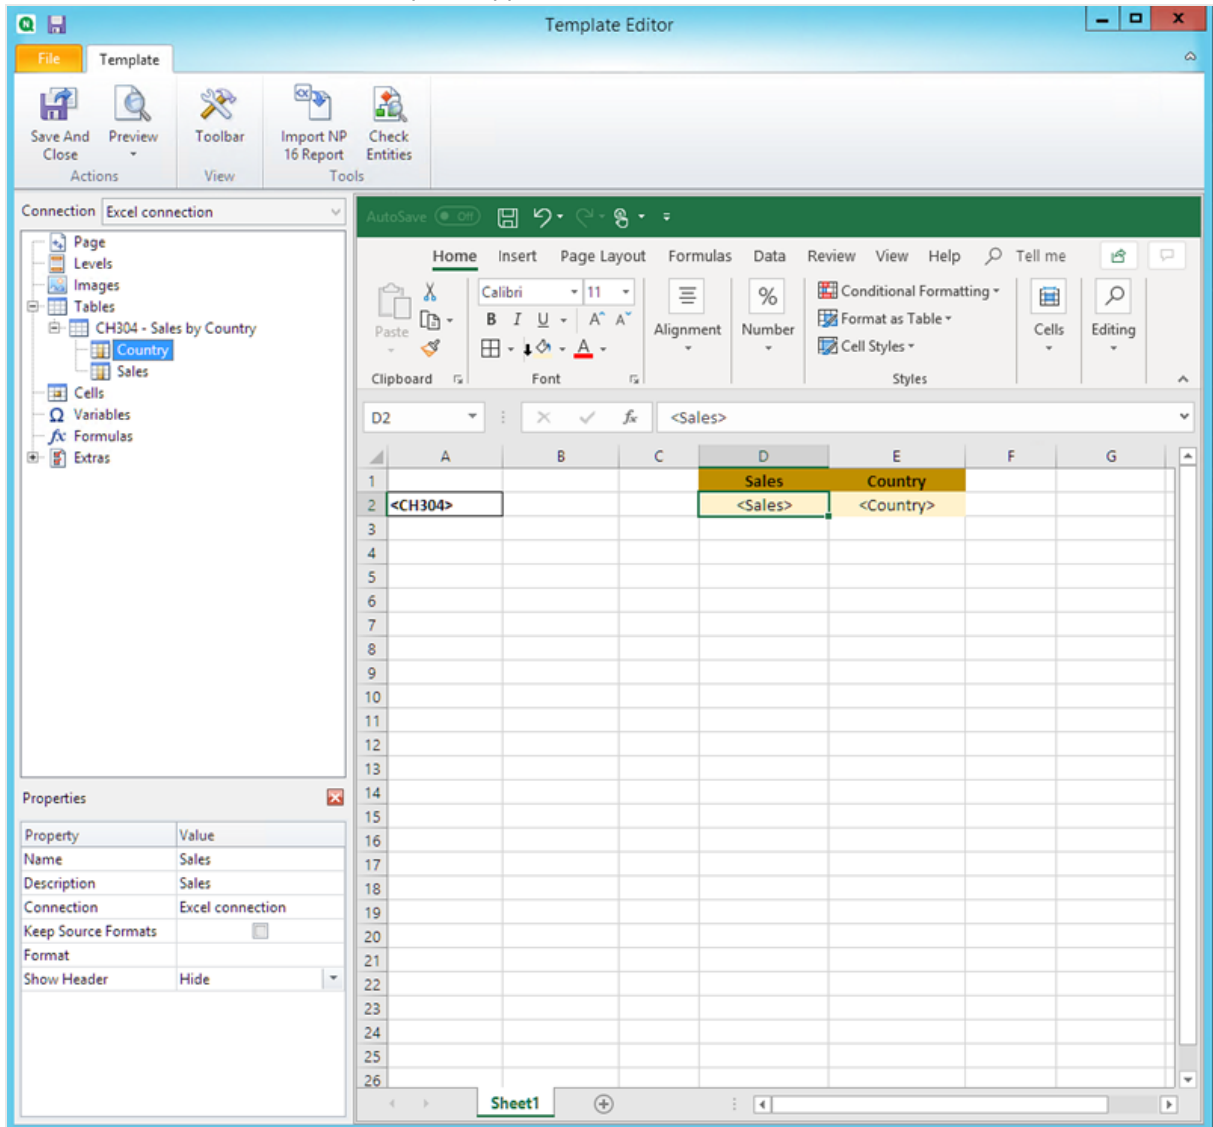 Template Editor
File Template
Save And Close
Preview
Toolbar
Import NP 16 Report
Check Entities
Actions View Tools
Connection Excel connection
Page
Levels
Images
Tables
CH304 - Sales by Country
Country
Sales
Cells
Variables
Formulas
Extras
Properties
Property Value
Name Sales
Description Sales
Connection Excel connection
Keep Source Formats
Format
Show Header Hide
AutoSave Off
Home Insert Page Layout Formulas Data Review View Help Tell me
Paste
Calibri 11
B I U A A
A
Alignment
%
Number
Conditional Formatting
Format as Table
Cell Styles
Cells
Editing
Clipboard Font Styles
D2 fx <Sales>
A B C D E F G
1 Sales Country
2 <CH304> <Sales> <Country>
3
4
5
6
7
8
9
10
11
12
13
14
15
16
17
18
19
20
21
22
23
24
25
26
Sheet1